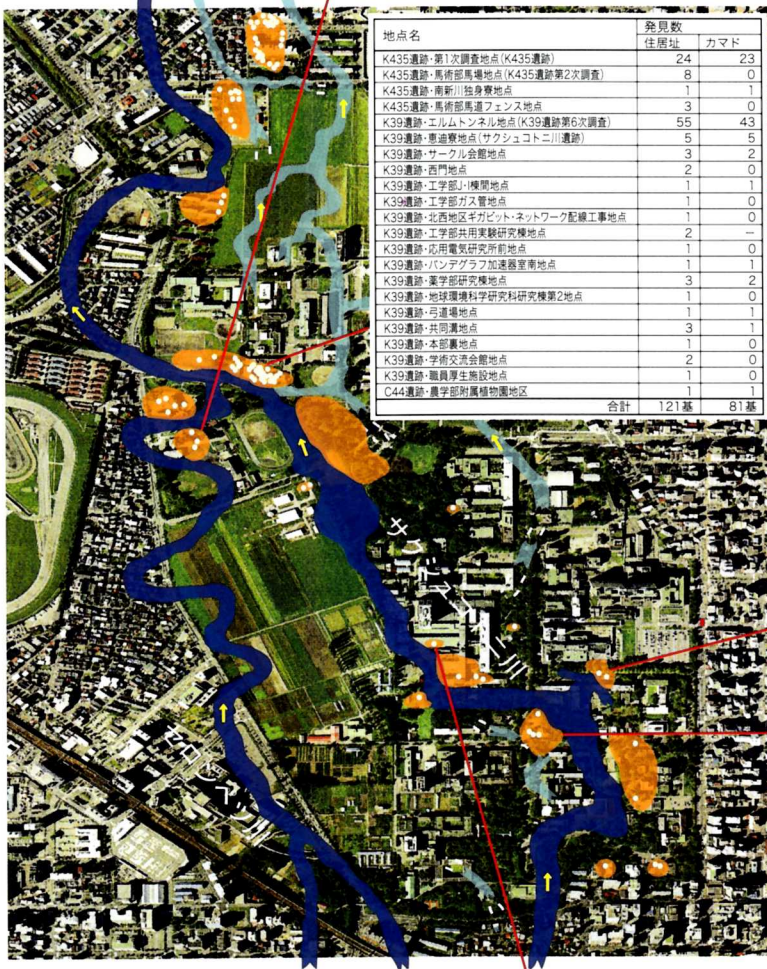 地点名 発見数
住居址 カマド
K435遺跡・第1次調査地点(K435遺跡) 24 23
K435遺跡・馬術部馬場地点(K435遺跡第2次調査) 8 0
K435遺跡・南新川独身寮地点 1 1
K435遺跡・馬術部馬道フェンス地点 3 0
K39遺跡・エルムトンネル地点(K39遺跡第6次調査) 55 43
K39遺跡・恵迪寮地点(サクシュコトニ川遺跡) 5 5
K39遺跡・サークル会館地点 3 2
K39遺跡・西門地点 2 0
K39遺跡・工学部J・I棟間地点 1 1
K39遺跡・工学部ガス管地点 1 0
K39遺跡・北西地区ギガビット・ネットワーク配線工事地点 1 0
K39遺跡・工学部共用実験研究棟地点 2 —
K39遺跡・応用電気研究所前地点 1 0
K39遺跡・バンデグラフ加速器室南地点 1 1
K39遺跡・薬学部研究棟地点 3 2
K39遺跡・地球環境科学研究科研究棟第2地点 1 0
K39遺跡・弓道場地点 1 1
K39遺跡・共同溝地点 3 1
K39遺跡・本部裏地点 1 0
K39遺跡・学術交流会館地点 2 0
K39遺跡・職員厚生施設地点 1 0
C44遺跡・農学部附属植物園地区 1 1
合計 121基 81基